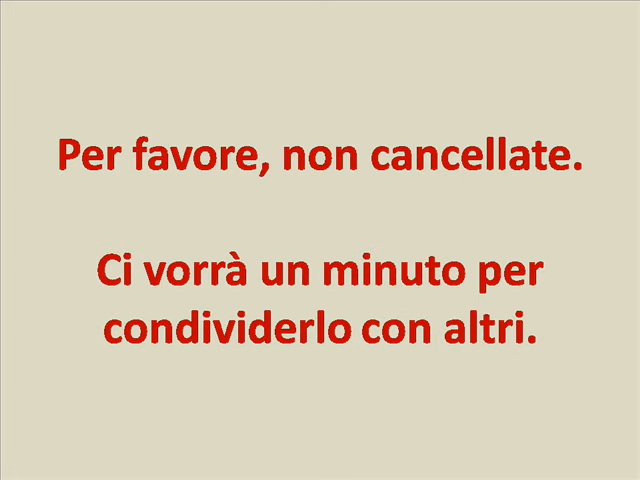 Per favore, non cancellate.
Ci vorrà un minuto per
condividerlo con altri.